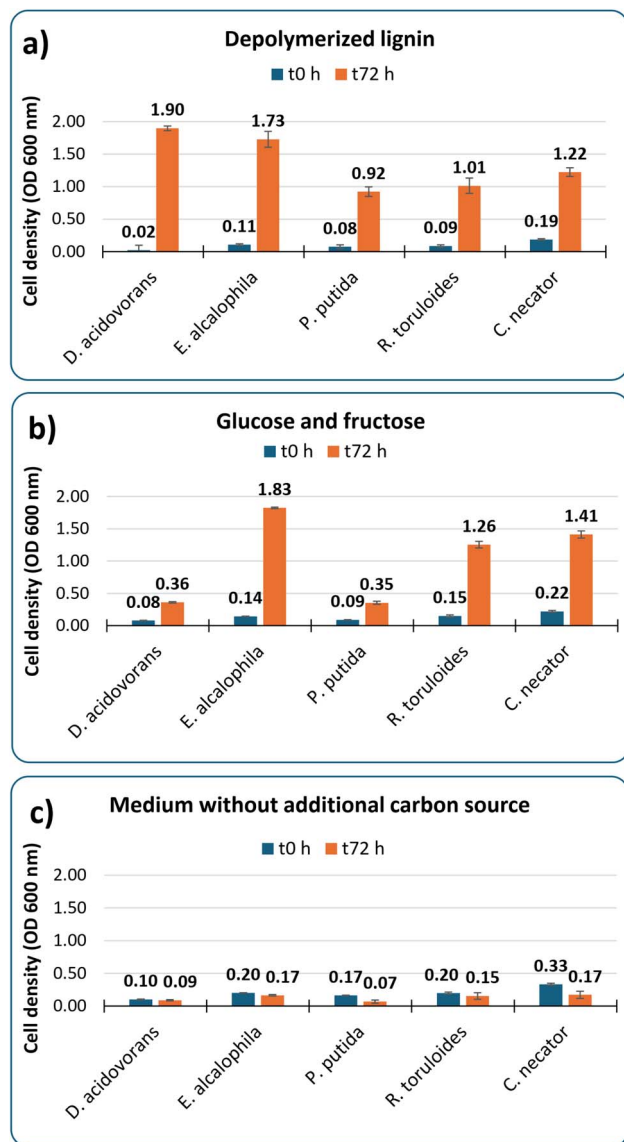 a)
Depolymerized lignin
t0 h t72 h
Cell density (OD 600 nm)
2.00
1.50
1.00
0.50
0.00
0.02 1.90
0.11 1.73
0.08 0.92
0.09 1.01
0.19 1.22
D. acidovorans
E. alcalophila
P. putida
R. toruloides
C. necator
b)
Glucose and fructose
t0 h t72 h
Cell density (OD 600 nm)
2.00
1.50
1.00
0.50
0.00
0.08 0.36
0.14 1.83
0.09 0.35
0.15 1.26
0.22 1.41
D. acidovorans
E. alcalophila
P. putida
R. toruloides
C. necator
c)
Medium without additional carbon source
t0 h t72 h
Cell density (OD 600 nm)
2.00
1.50
1.00
0.50
0.00
0.10 0.09
0.20 0.17
0.17 0.07
0.20 0.15
0.33 0.17
D. acidovorans
E. alcalophila
P. putida
R. toruloides
C. necator